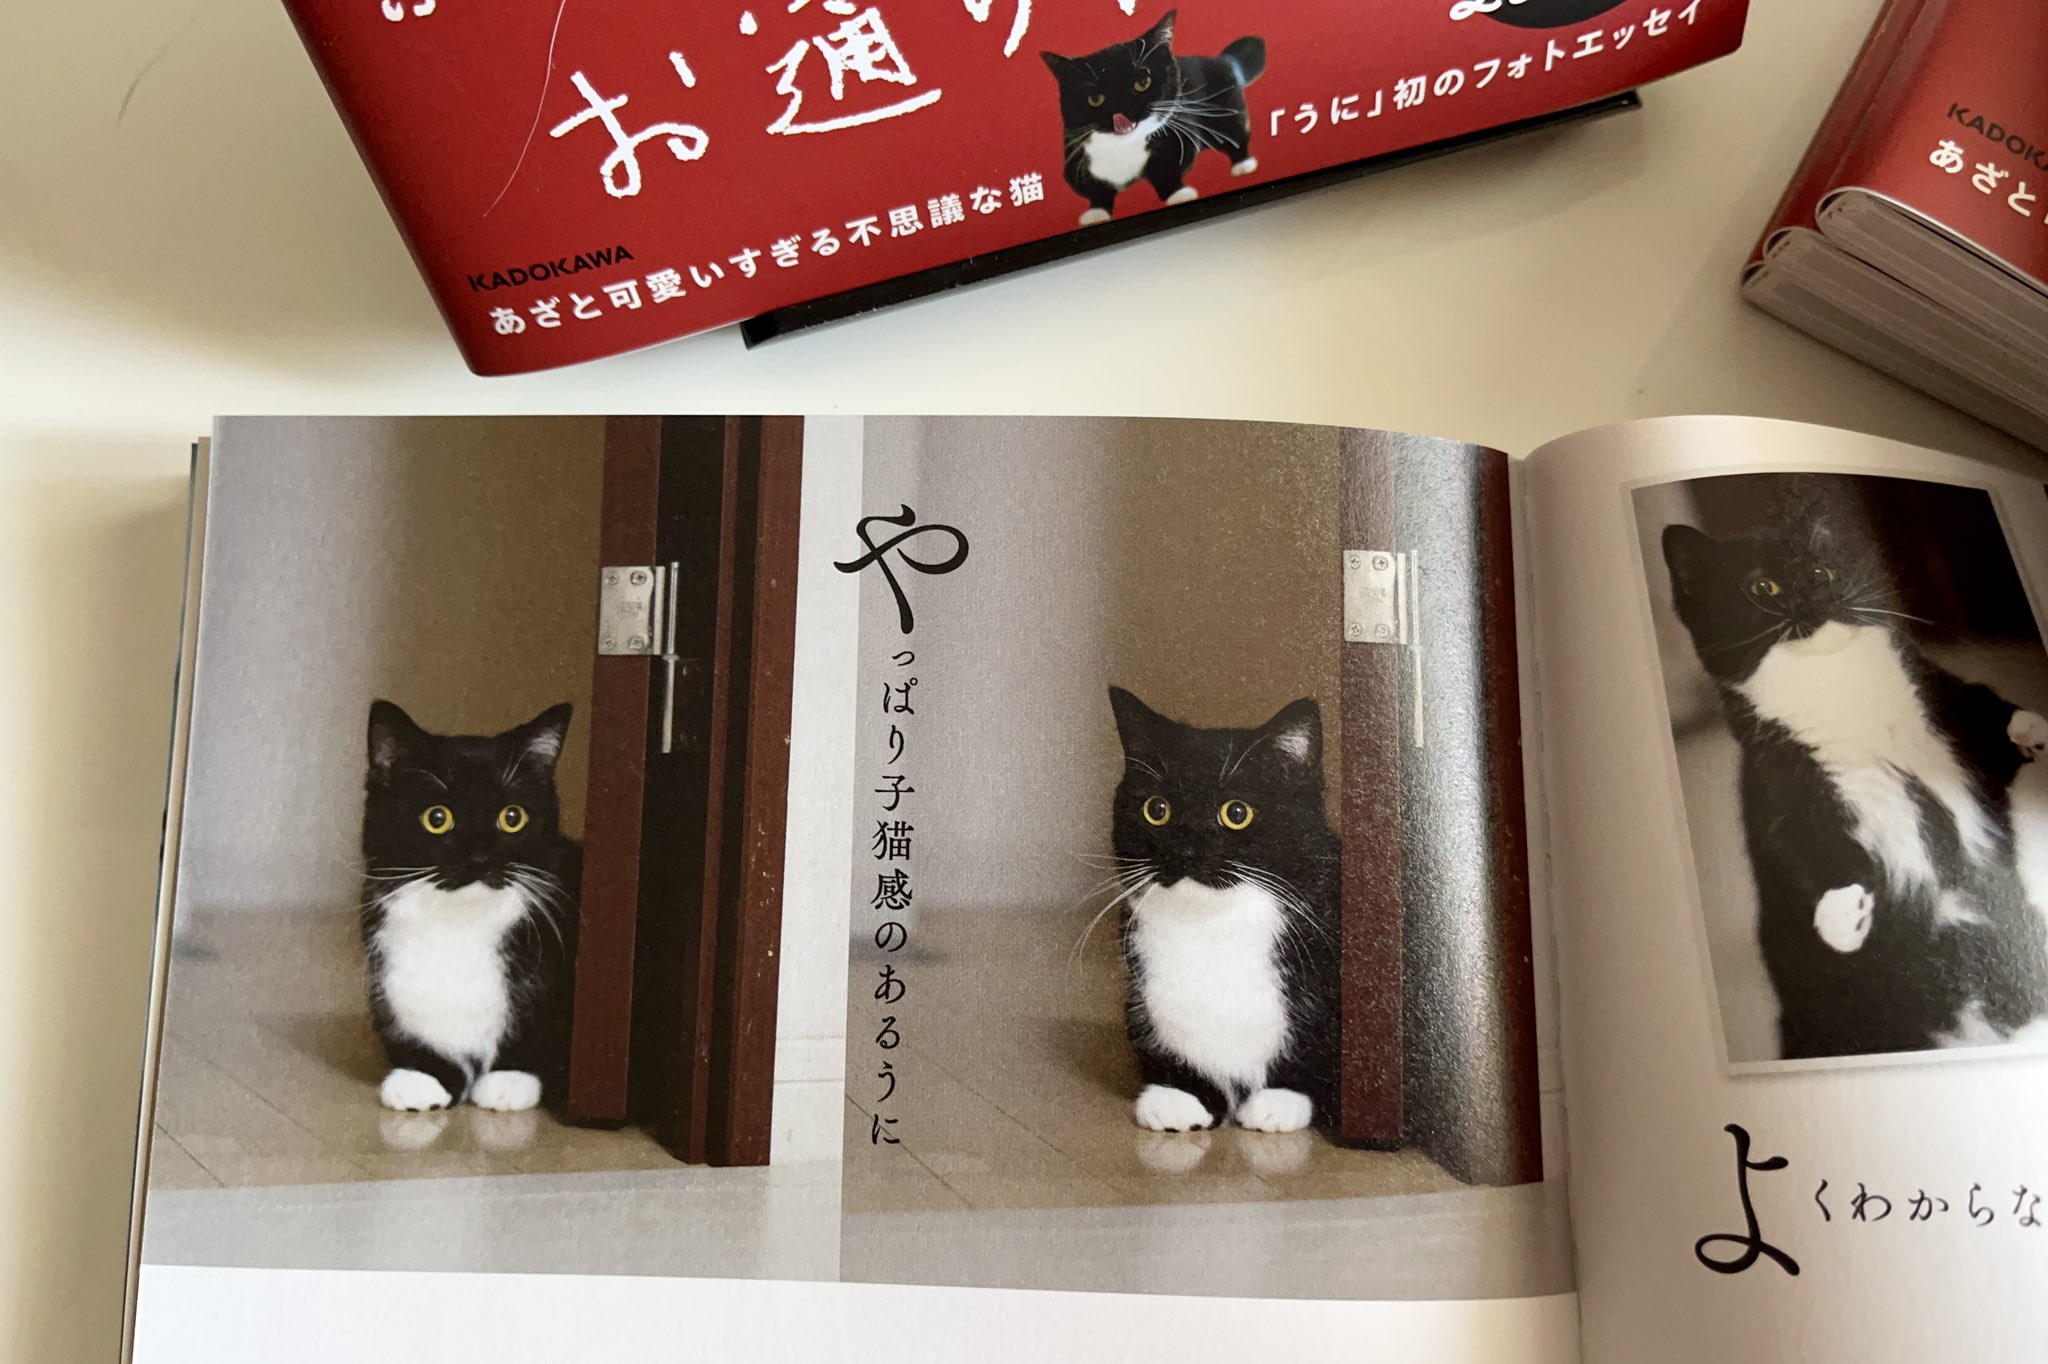 お通り
KADOKAWA
あざと可愛いすぎる不思議な猫
「うに」初のフォトエッセイ
KADOK
あざと
やっぱり子猫感のあるうに
よくわからな